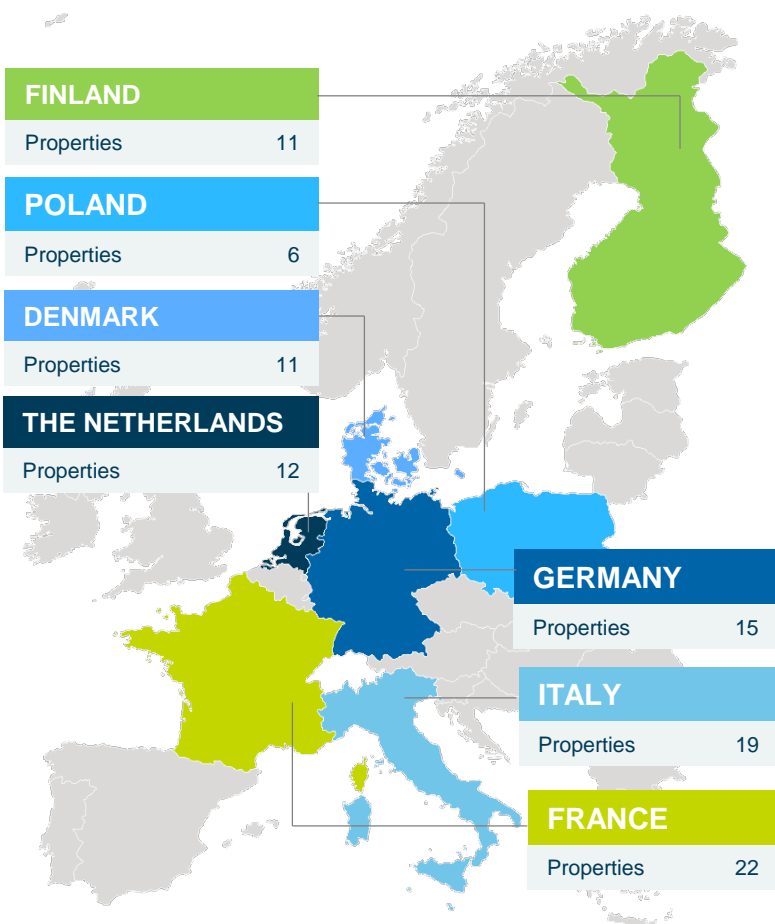 FINLAND
Properties 11
POLAND
Properties 6
DENMARK
Properties 11
THE NETHERLANDS
Properties 12
GERMANY
Properties 15
ITALY
Properties 19
FRANCE
Properties 22